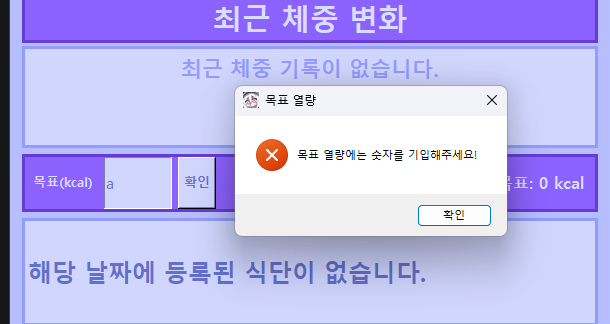 최근 체중 변화
최근 체중 기록이 없습니다.
목표 열량
목표 열량에는 숫자를 기입해주세요!
확인
목표(kcal)
a
확인
목표: 0 kcal
해당 날짜에 등록된 식단이 없습니다.